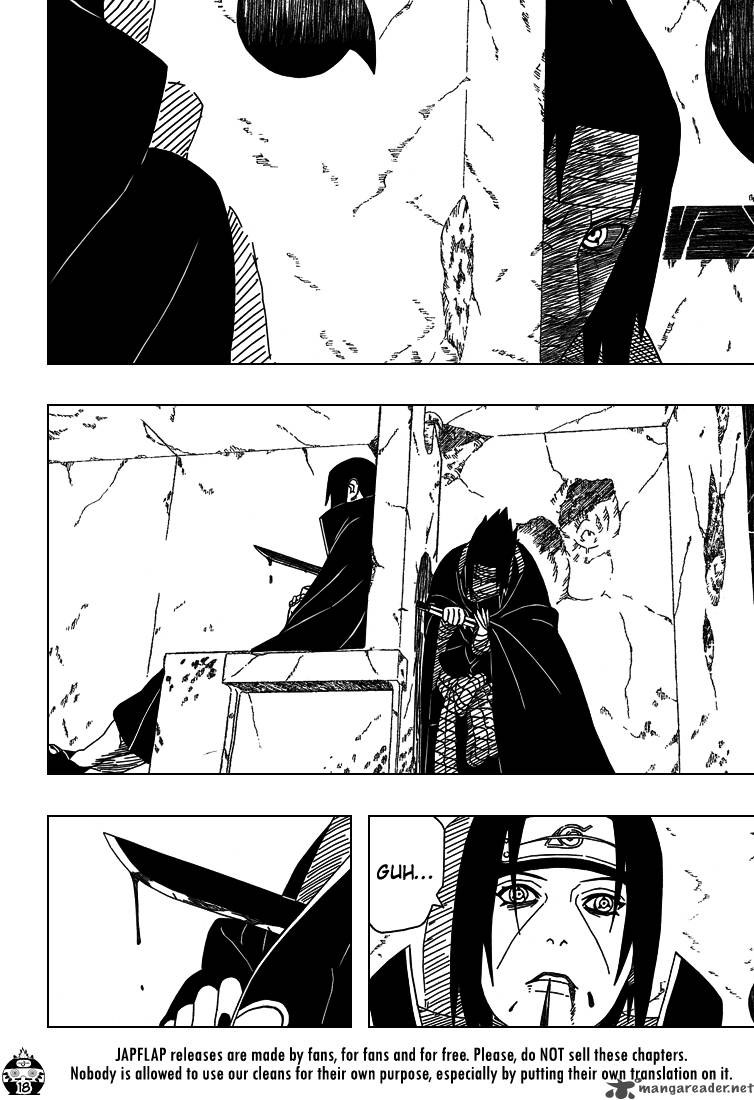 GUH...
JAPFLAP releases are made by fans, for fans and for free. Please, do NOT sell these chapters.
Nobody is allowed to use our cleans for their own purpose, especially by putting their own translation on it.
18
mangareader.net